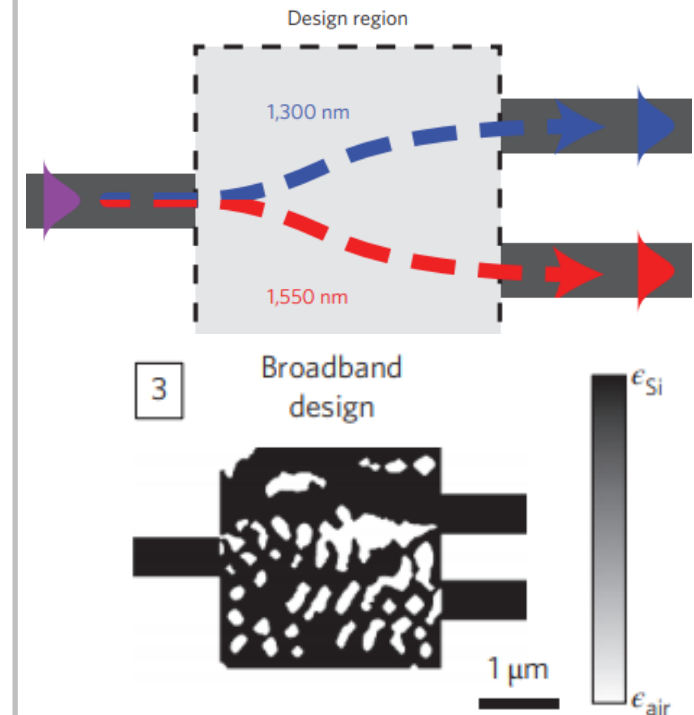 Design region
1,300 nm
1,550 nm
3
Broadband
design
ϵSi
1 μm
ϵair